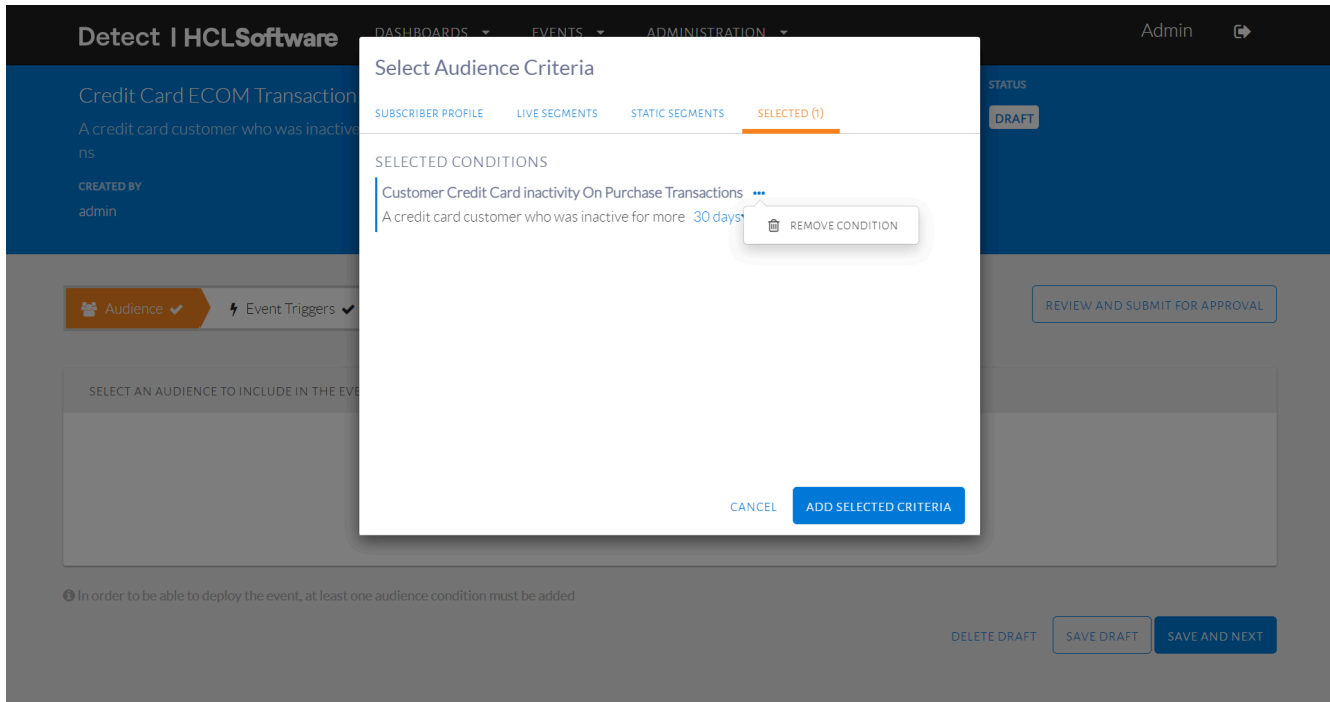 Detect | HCLSoftware
DASHBOARDS EVENTS ADMINISTRATION
Admin
Credit Card ECOM Transaction
A credit card customer who was inactive
ns
CREATED BY
admin
STATUS
DRAFT
Select Audience Criteria
SUBSCRIBER PROFILE LIVE SEGMENTS STATIC SEGMENTS SELECTED (1)
SELECTED CONDITIONS
Customer Credit Card inactivity On Purchase Transactions •••
A credit card customer who was inactive for more 30 days
REMOVE CONDITION
CANCEL ADD SELECTED CRITERIA
Audience Event Triggers
REVIEW AND SUBMIT FOR APPROVAL
SELECT AN AUDIENCE TO INCLUDE IN THE EVE
In order to be able to deploy the event, at least one audience condition must be added
DELETE DRAFT SAVE DRAFT SAVE AND NEXT